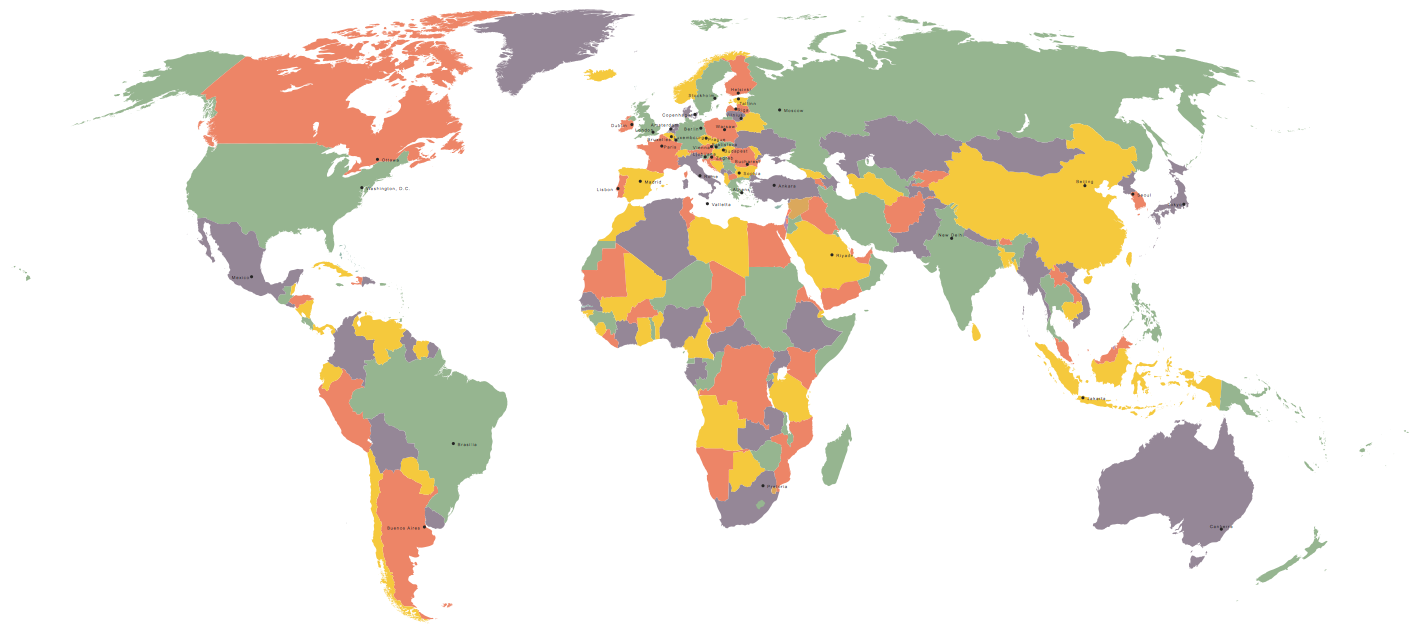 Helsinki
Stockholm
Tallinn
Riga
Moscow
Copenhagen
Vilnius
Dublin
Amsterdam
Berlin
Warsaw
London
Brussels
Luxembourg
Prague
Paris
Vienna
Bratislava
Budapest
Ljubljana
Zagreb
Bucharest
Ottawa
Sofia
Rome
Madrid
Lisbon
Ankara
Athens
Washington, D.C.
Valletta
Beijing
Seoul
New Delhi
Riyadh
Mexico
Jakarta
Brasilia
Pretoria
Buenos Aires
Canberra